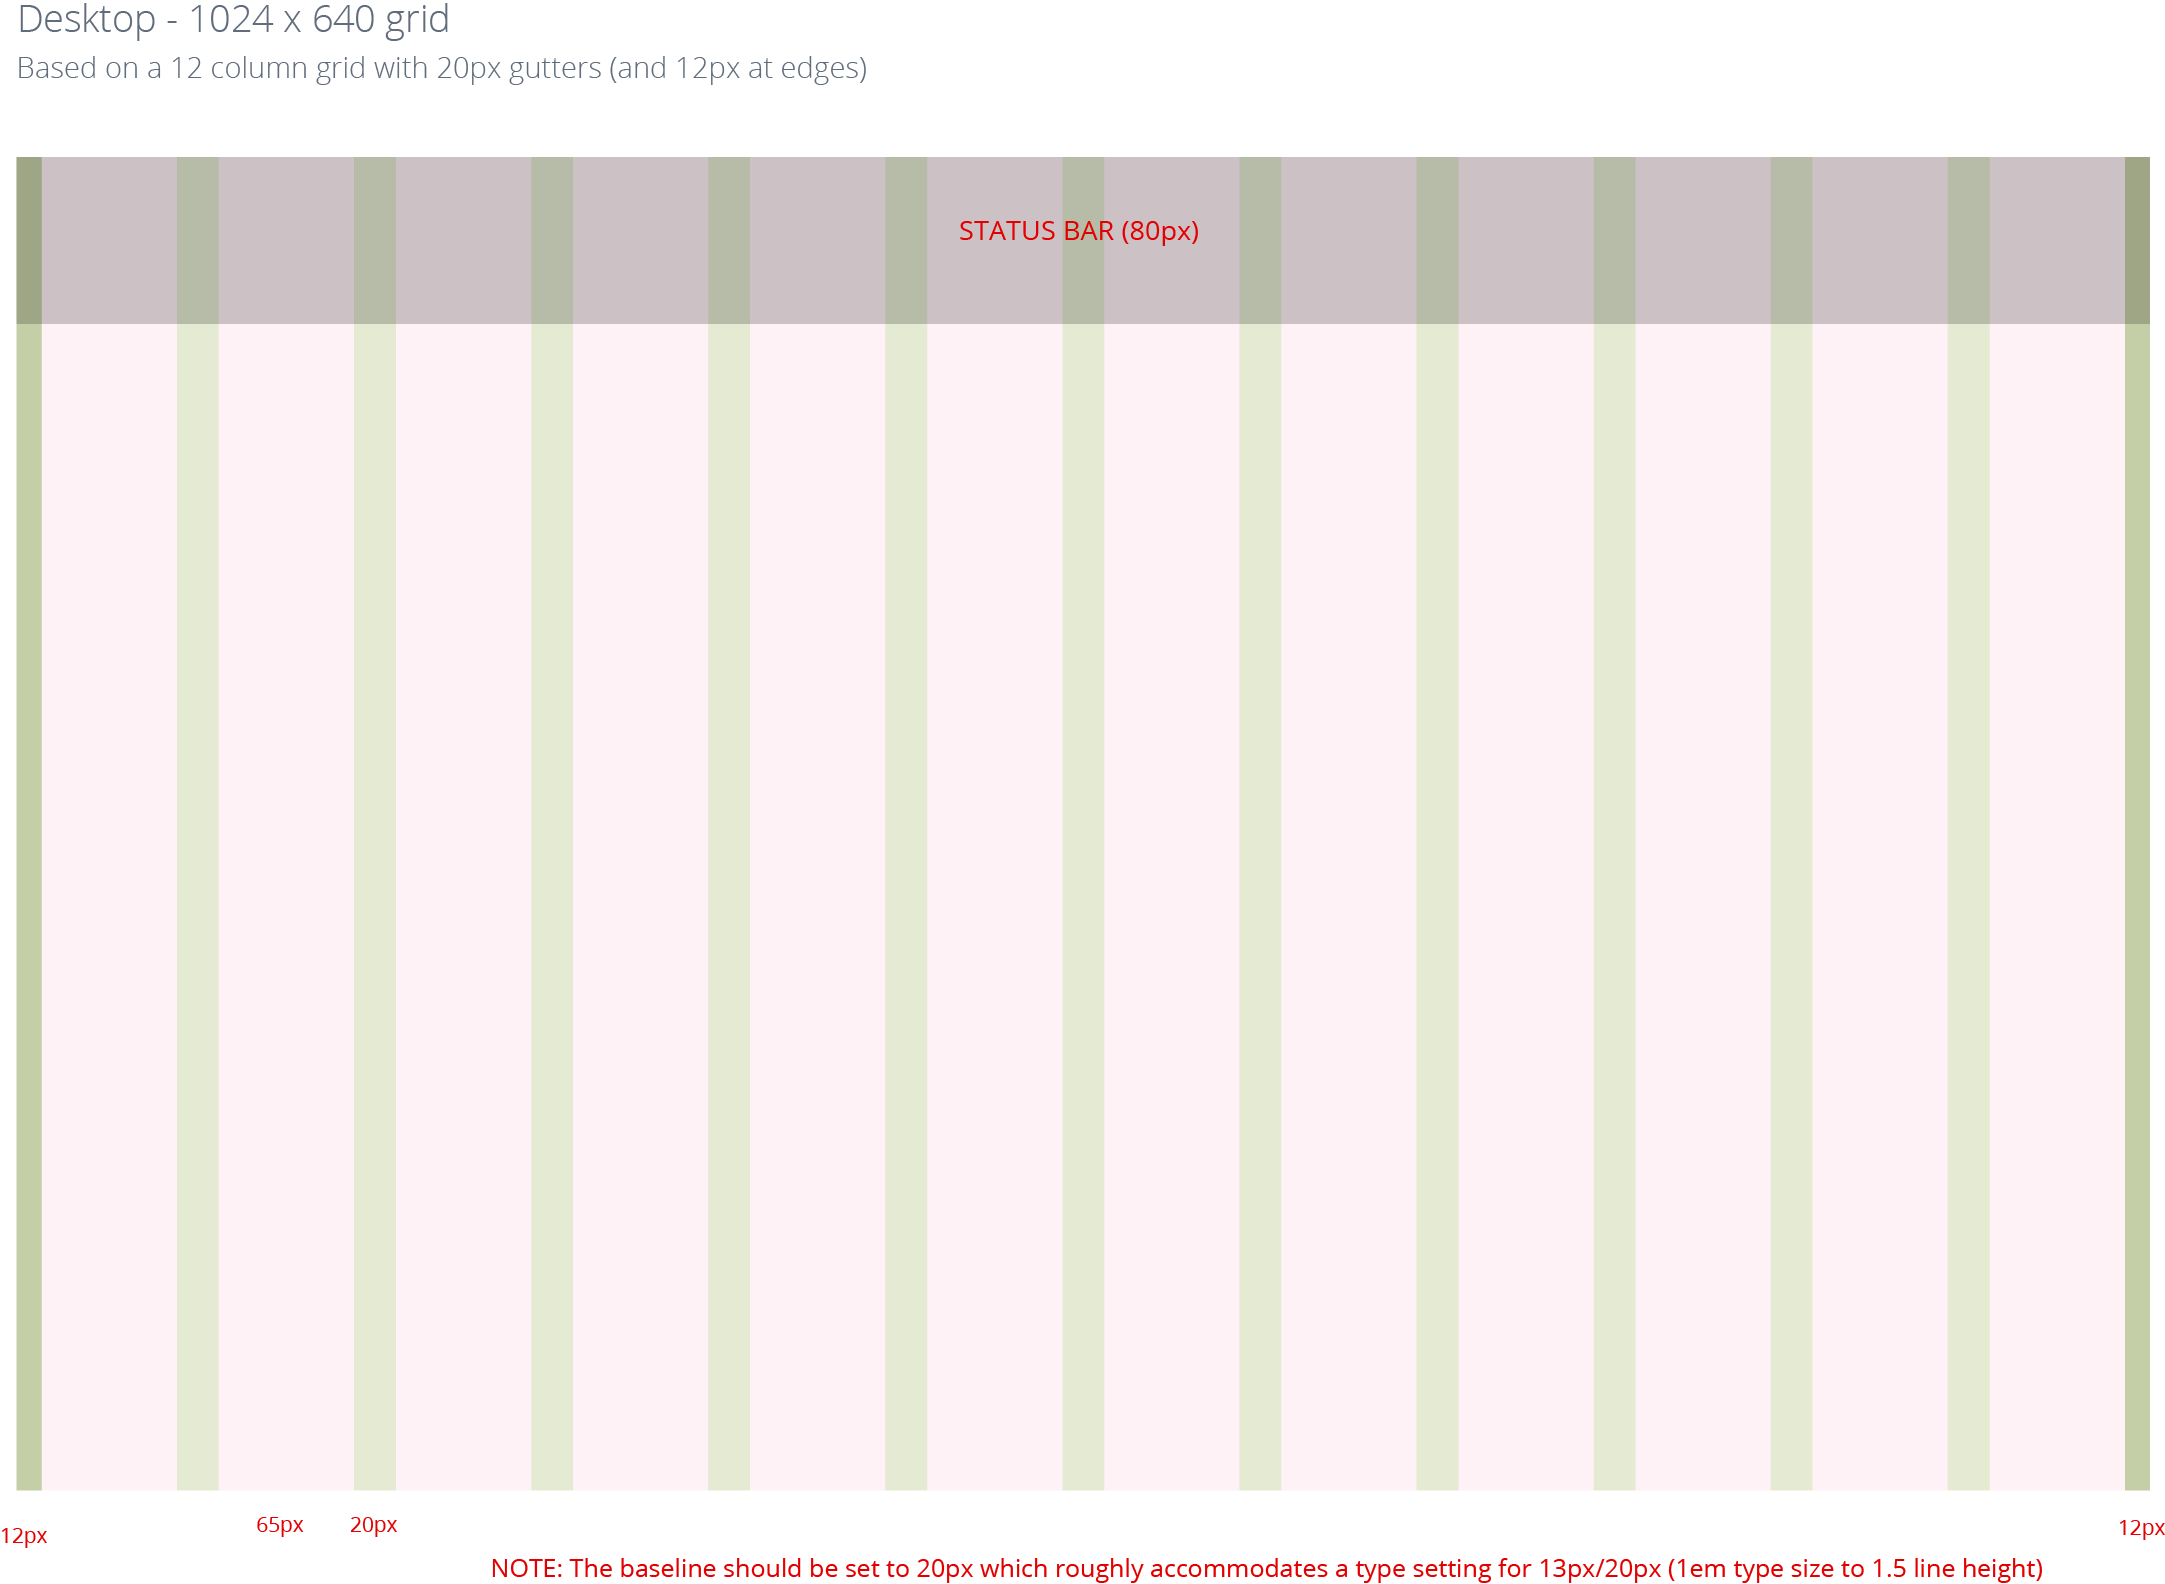 Desktop - 1024 x 640 grid
Based on a 12 column grid with 20px gutters (and 12px at edges)
STATUS BAR (80px)
12px
65px
20px
12px
NOTE: The baseline should be set to 20px which roughly accommodates a type setting for 13px/20px (1em type size to 1.5 line height)